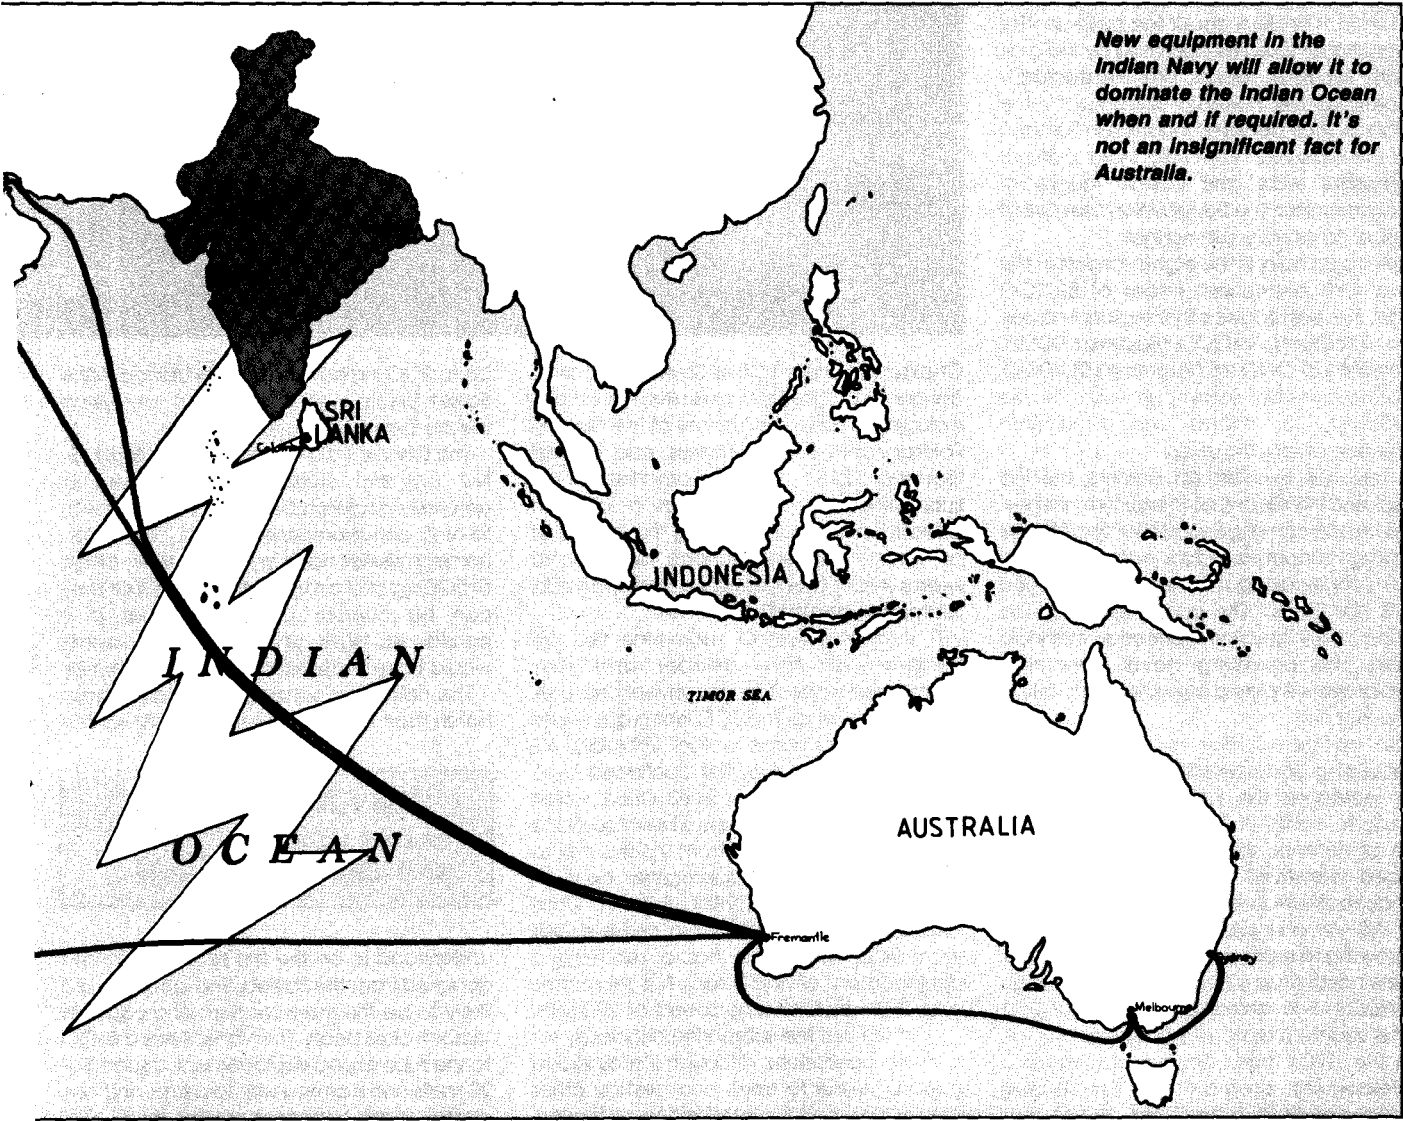 New equipment in the
Indian Navy will allow it to
dominate the Indian Ocean
when and if required. It's
not an insignificant fact for
Australia.
SRI
LANKA
INDONESIA
INDIAN
TIMOR SEA
AUSTRALIA
OCEAN
Fremantle
Sydney
Melbourne